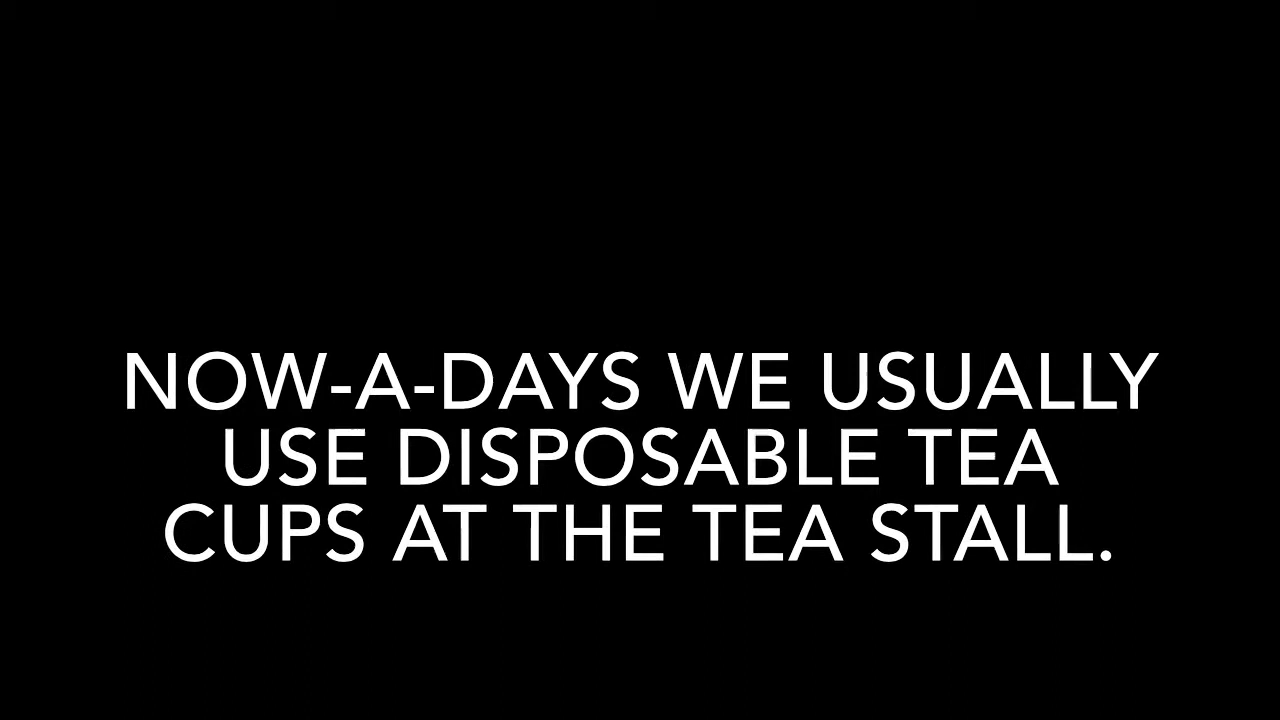 NOW-A-DAYS WE USUALLY
USE DISPOSABLE TEA
CUPS AT THE TEA STALL.